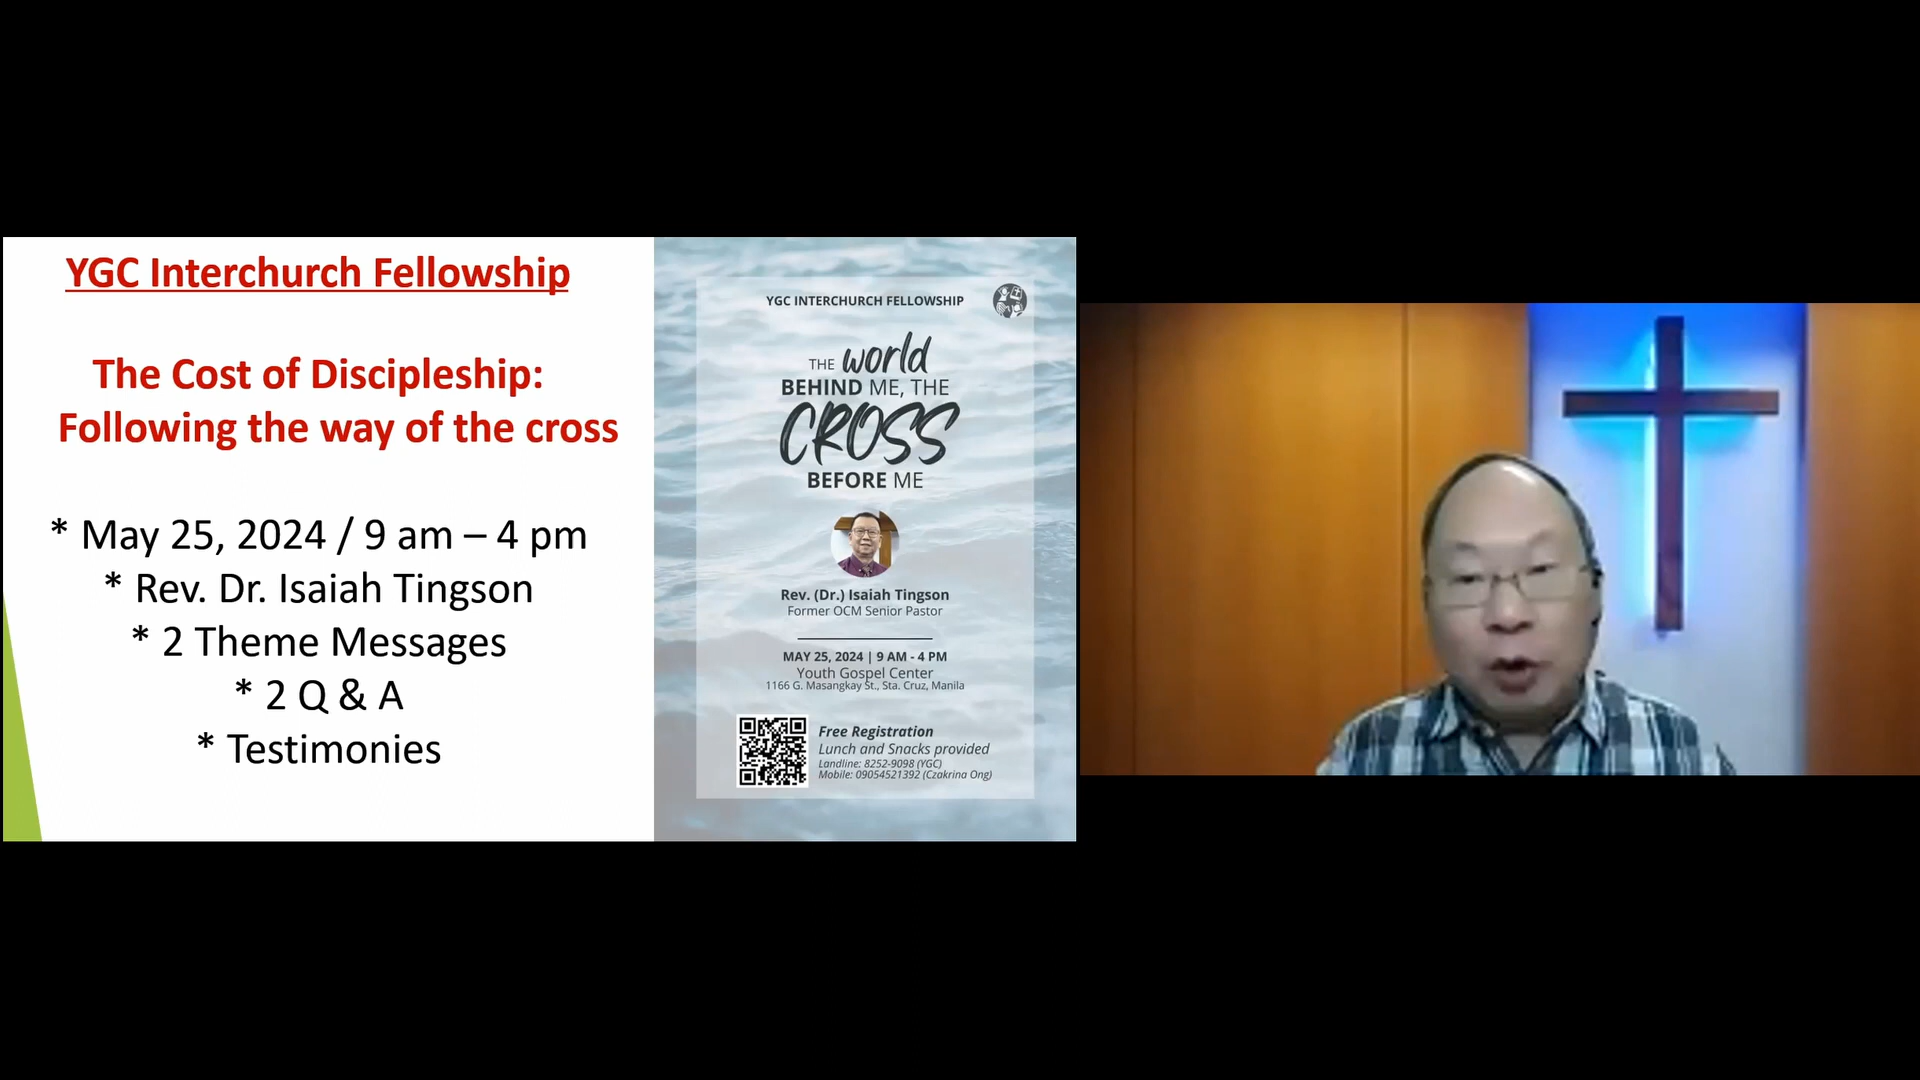 YGC Interchurch Fellowship
The Cost of Discipleship:
Following the way of the cross
* May 25, 2024 / 9 am – 4 pm
* Rev. Dr. Isaiah Tingson
* 2 Theme Messages
* 2 Q & A
* Testimonies
YGC INTERCHURCH FELLOWSHIP
THE world
BEHIND ME, THE
CROSS
BEFORE ME
Rev. (Dr.) Isaiah Tingson
Former OCM Senior Pastor
MAY 25, 2024 | 9 AM - 4 PM
Youth Gospel Center
1166 G. Masangkay St., Sta. Cruz, Manila
Free Registration
Lunch and Snacks provided
Landline: 8252-9098 (YGC)
Mobile: 09054521392 (Czakrina Ong)